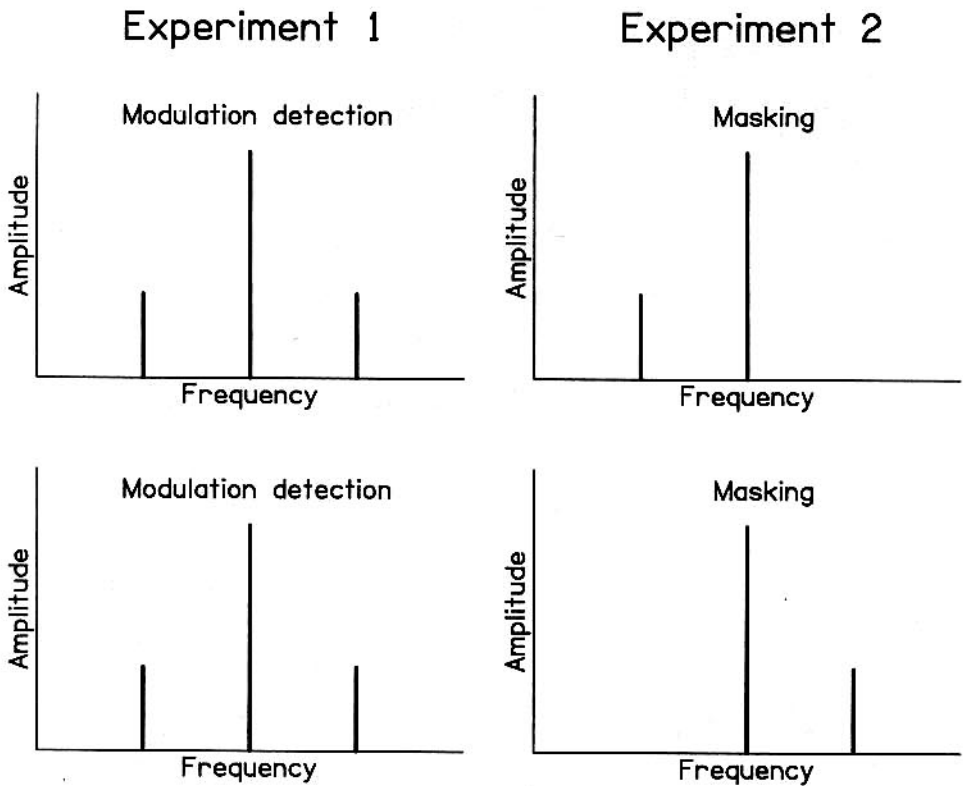 Experiment 1
Experiment 2
Modulation detection
Amplitude
Frequency
Masking
Amplitude
Frequency
Modulation detection
Amplitude
Frequency
Masking
Amplitude
Frequency